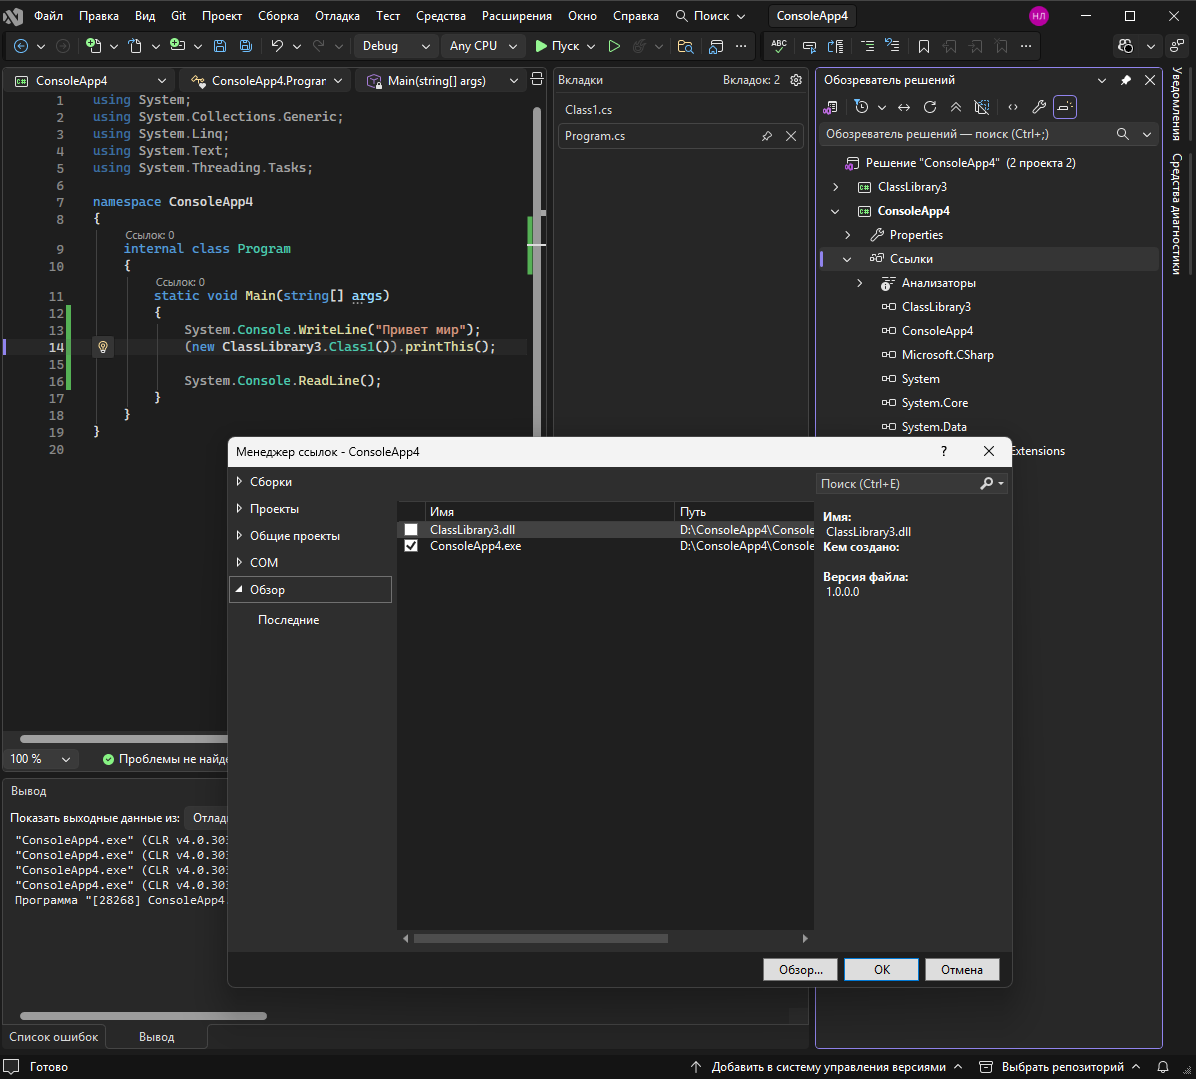 Файл Правка Вид Git Проект Сборка Отладка Тест Средства Расширения Окно Справка Поиск ConsoleApp4 НЛ
Debug Any CPU Пуск ABC
ConsoleApp4 ConsoleApp4.Progran Main(string[] args)
1 using System;
2 using System.Collections.Generic;
3 using System.Linq;
4 using System.Text;
5 using System.Threading.Tasks;
6
7 namespace ConsoleApp4
8 {
Ссылок: 0
9 internal class Program
10 {
Ссылок: 0
11 static void Main(string[] args)
12 {
13 System.Console.WriteLine("Привет мир");
14 (new ClassLibrary3.Class1()).printThis();
15
16 System.Console.ReadLine();
17 }
18 }
19 }
20
100 % Проблемы не найде
Вкладки Вкладок: 2
Class1.cs
Program.cs
Обозреватель решений
Обозреватель решений — поиск (Ctrl+;)
Решение "ConsoleApp4" (2 проекта 2)
C# ClassLibrary3
C# ConsoleApp4
Properties
Ссылки
Анализаторы
ClassLibrary3
ConsoleApp4
Microsoft.CSharp
System
System.Core
System.Data
Extensions
Уведомления
Средства диагностики
Менеджер ссылок - ConsoleApp4 ?
Сборки
Проекты
Общие проекты
COM
Обзор
Последние
Поиск (Ctrl+E)
Имя Путь
ClassLibrary3.dll D:\ConsoleApp4\Console
ConsoleApp4.exe D:\ConsoleApp4\Console
Имя:
ClassLibrary3.dll
Кем создано:
Версия файла:
1.0.0.0
Обзор... OK Отмена
Вывод
Показать выходные данные из: Отлад
"ConsoleApp4.exe" (CLR v4.0.303
"ConsoleApp4.exe" (CLR v4.0.303
"ConsoleApp4.exe" (CLR v4.0.303
"ConsoleApp4.exe" (CLR v4.0.303
Программа "[28268] ConsoleApp4.
Список ошибок Вывод
Готово Добавить в систему управления версиями Выбрать репозиторий